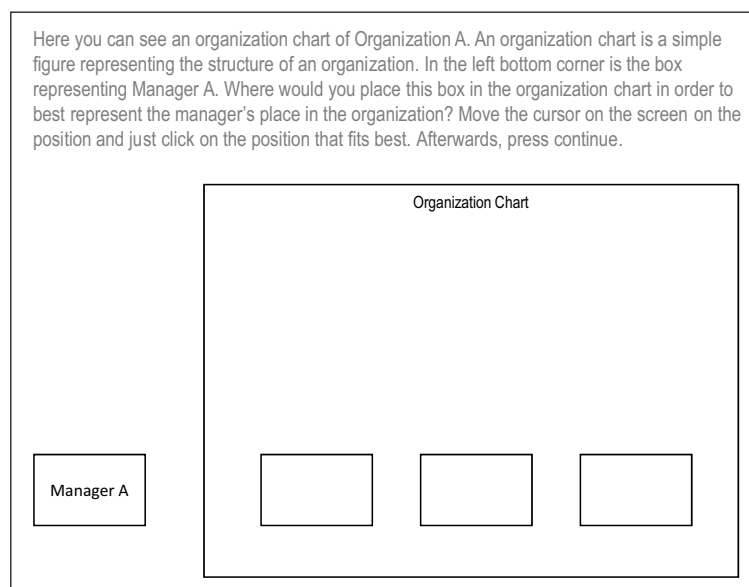 Here you can see an organization chart of Organization A. An organization chart is a simple
figure representing the structure of an organization. In the left bottom corner is the box
representing Manager A. Where would you place this box in the organization chart in order to
best represent the manager's place in the organization? Move the cursor on the screen on the
position and just click on the position that fits best. Afterwards, press continue.
Organization Chart
Manager A